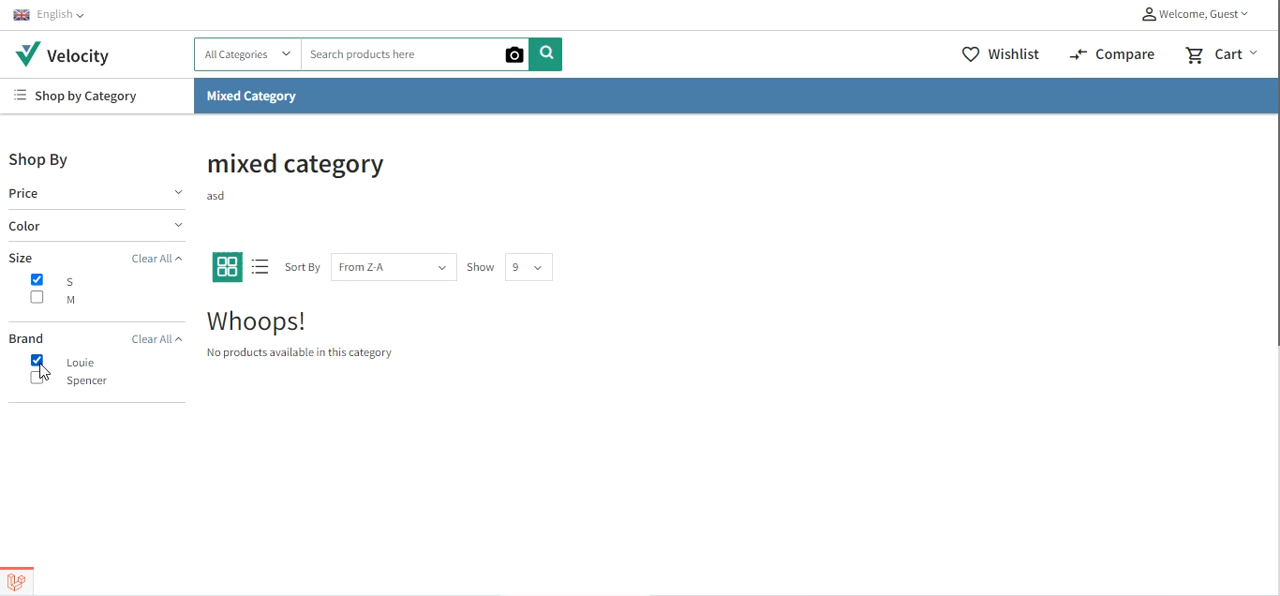 English
Welcome, Guest
Velocity
All Categories
Search products here
Wishlist
Compare
Cart
Shop by Category
Mixed Category
Shop By
Price
Color
Size
Clear All
S
M
Brand
Clear All
Louie
Spencer
mixed category
asd
Sort By
From Z-A
Show
9
Whoops!
No products available in this category